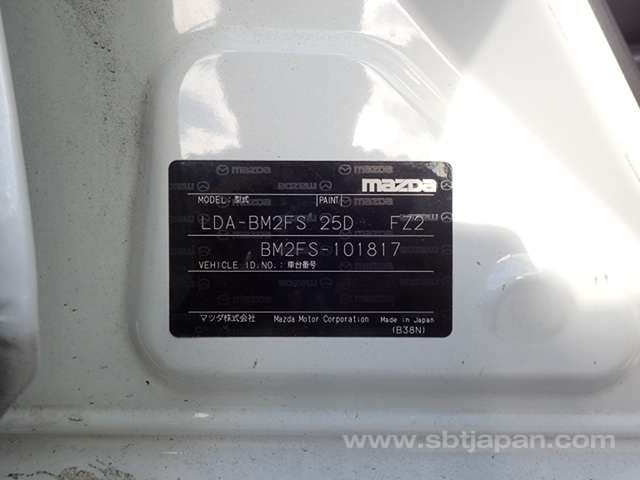 mazda
MODEL:型式 PAINT
LDA-BM2FS 25D FZ2
BM2FS-101817
VEHICLE ID.NO.:車台番号
マツダ株式会社 Mazda Motor Corporation Made in Japan
(B38N)
www.sbtjapan.com